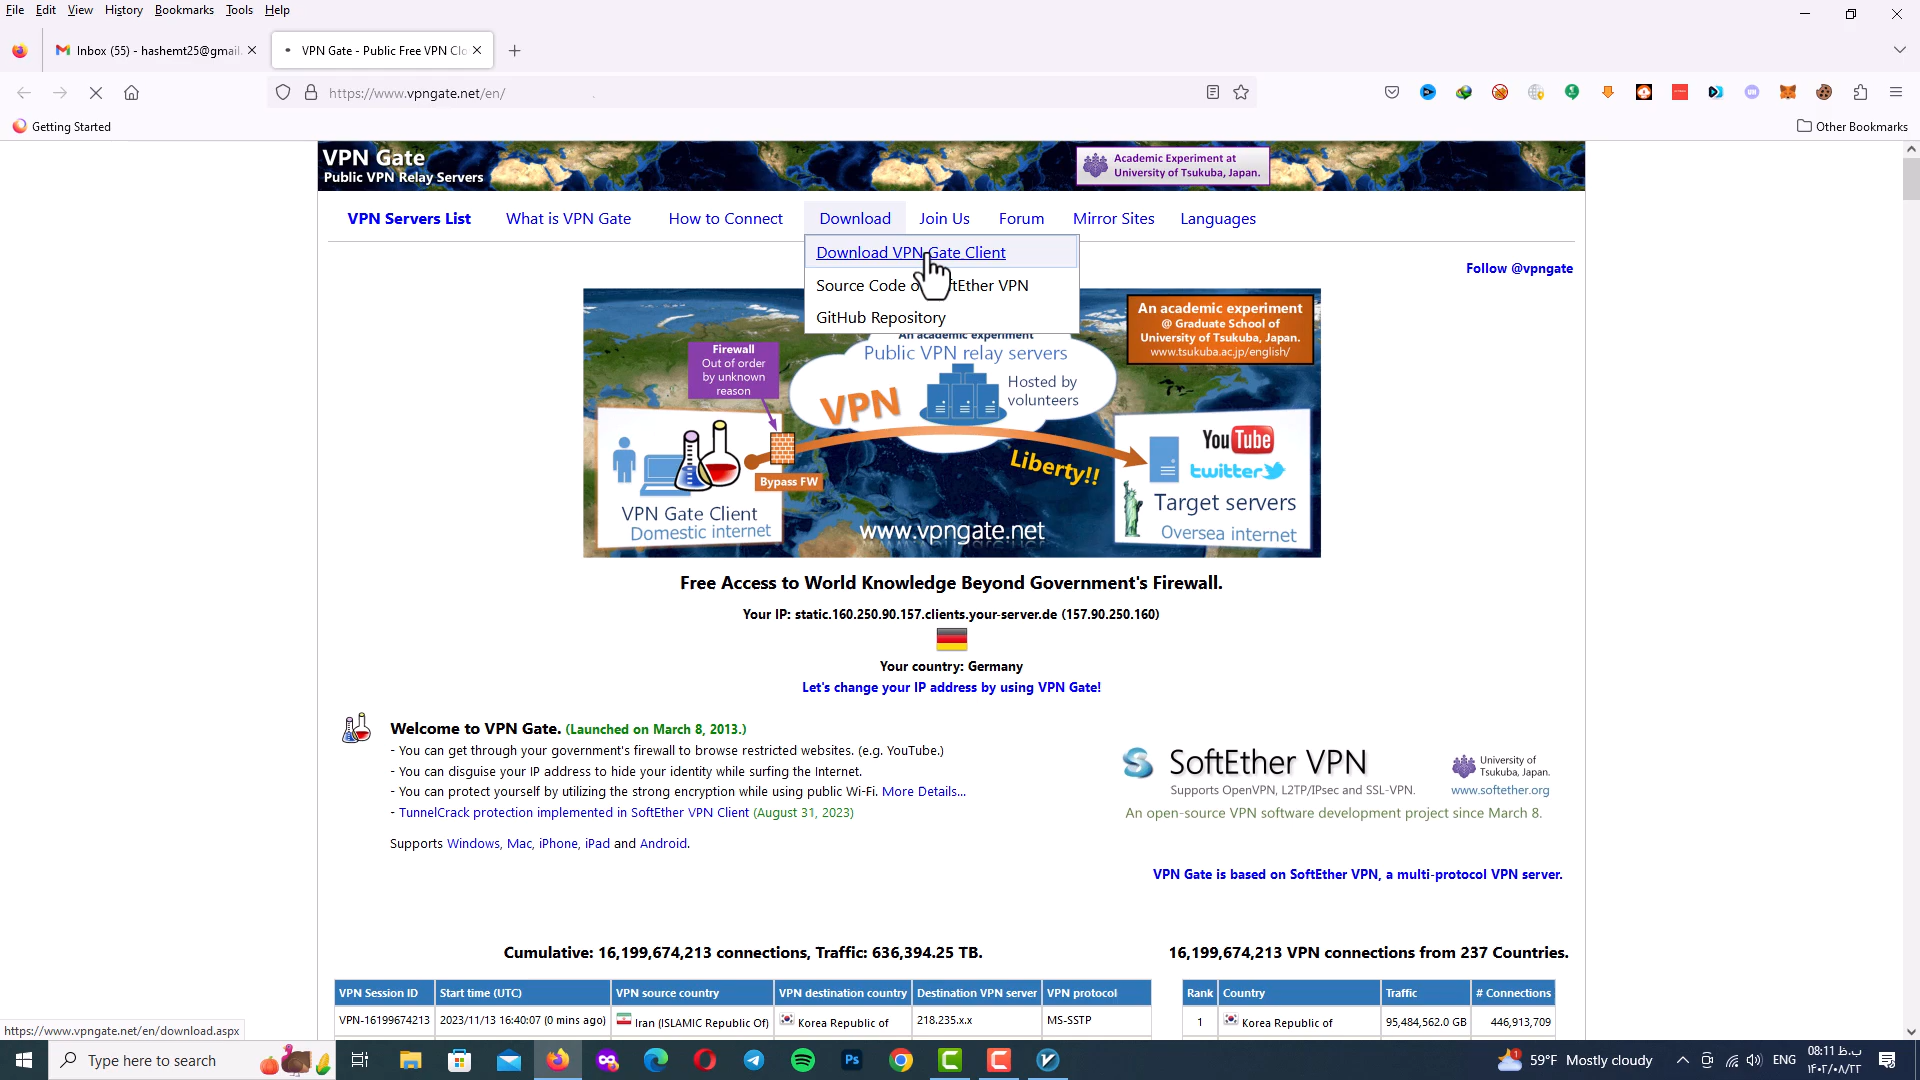 File Edit View History Bookmarks Tools Help
Inbox (55) - hashemt25@gmail.
VPN Gate - Public Free VPN Clo
https://www.vpngate.net/en/
Getting Started
Other Bookmarks
VPN Gate
Public VPN Relay Servers
Academic Experiment at
University of Tsukuba, Japan.
VPN Servers List What is VPN Gate How to Connect Download Join Us Forum Mirror Sites Languages
Download VPN Gate Client
Source Code of SoftEther VPN
GitHub Repository
Follow @vpngate
An academic experiment
@ Graduate School of
University of Tsukuba, Japan.
www.tsukuba.ac.jp/english/
An academic experiment
Public VPN relay servers
Hosted by
volunteers
Firewall
Out of order
by unknown
reason
VPN
Bypass FW
Liberty!!
YouTube
twitter
VPN Gate Client
Domestic internet
www.vpngate.net
Target servers
Oversea internet
Free Access to World Knowledge Beyond Government's Firewall.
Your IP: static.160.250.90.157.clients.your-server.de (157.90.250.160)
Your country: Germany
Let's change your IP address by using VPN Gate!
Welcome to VPN Gate. (Launched on March 8, 2013.)
- You can get through your government's firewall to browse restricted websites. (e.g. YouTube.)
- You can disguise your IP address to hide your identity while surfing the Internet.
- You can protect yourself by utilizing the strong encryption while using public Wi-Fi. More Details...
- TunnelCrack protection implemented in SoftEther VPN Client (August 31, 2023)
Supports Windows, Mac, iPhone, iPad and Android.
SoftEther VPN
Supports OpenVPN, L2TP/IPsec and SSL-VPN.
University of
Tsukuba, Japan.
www.softether.org
An open-source VPN software development project since March 8.
VPN Gate is based on SoftEther VPN, a multi-protocol VPN server.
Cumulative: 16,199,674,213 connections, Traffic: 636,394.25 TB.
16,199,674,213 VPN connections from 237 Countries.
VPN Session ID Start time (UTC) VPN source country VPN destination country Destination VPN server VPN protocol
VPN-16199674213 2023/11/13 16:40:07 (0 mins ago) Iran (ISLAMIC Republic Of) Korea Republic of 218.235.x.x MS-SSTP
Rank Country Traffic # Connections
1 Korea Republic of 95,484,562.0 GB 446,913,709
https://www.vpngate.net/en/download.aspx
Type here to search
Ps
1
59°F Mostly cloudy
ENG
08:11 ب.ظ
۱۴۰۲/۰۸/۲۲